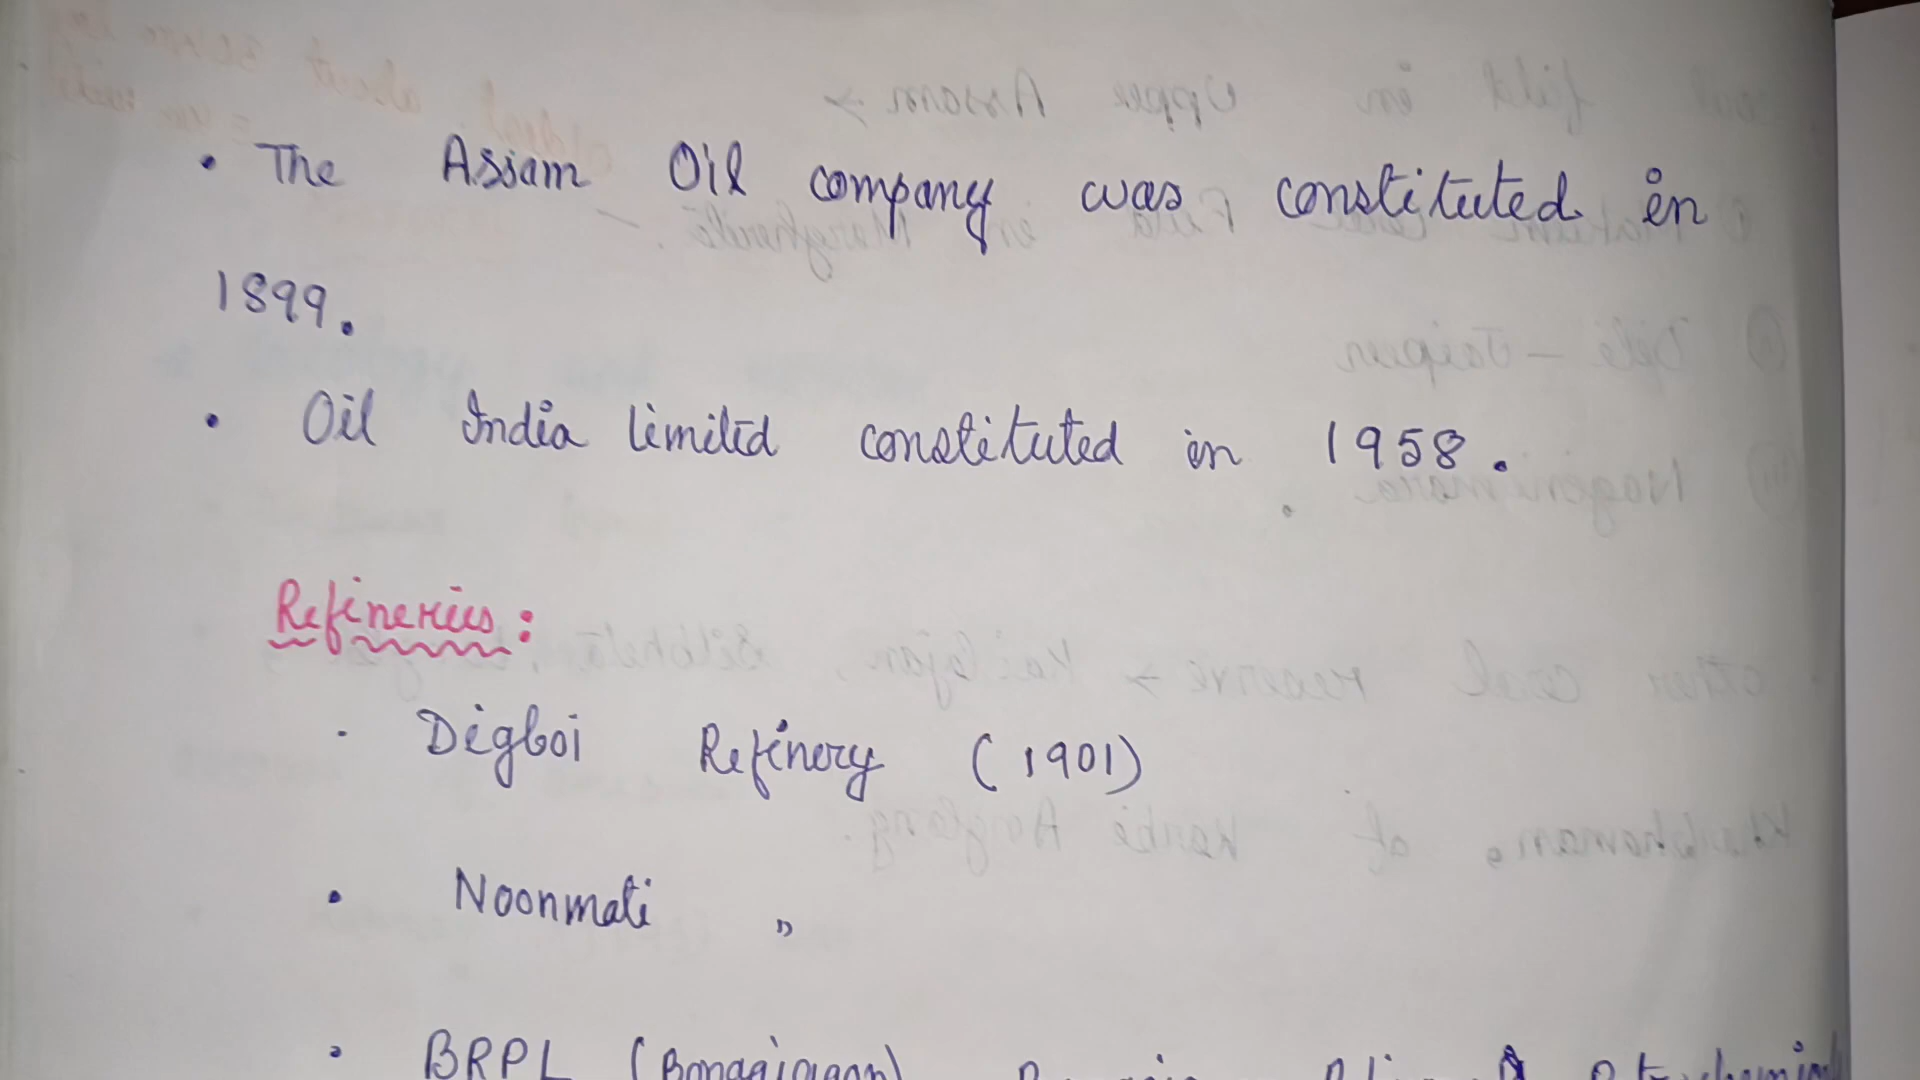 • The Assam Oil company was constituted in
1899.
• Oil India limited constituted in 1958.
Refineries:
• Digboi Refinery (1901)
• Noonmati "
• BRPL (Bongaigaon)